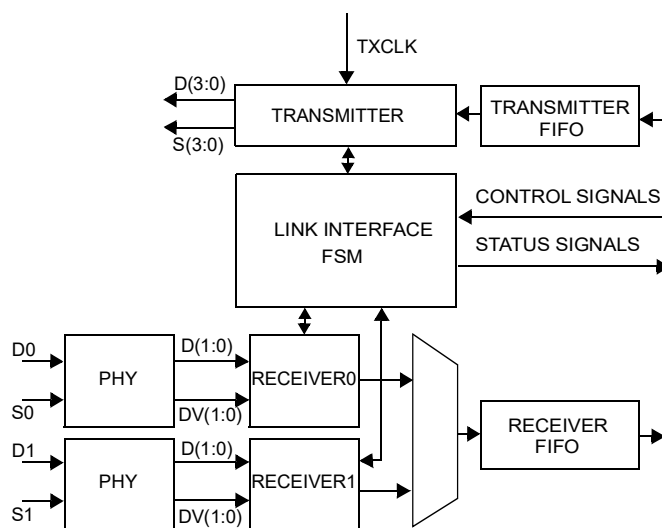 TXCLK
D(3:0)
TRANSMITTER
TRANSMITTER
FIFO
S(3:0)
CONTROL SIGNALS
LINK INTERFACE
FSM
STATUS SIGNALS
D0
D(1:0)
PHY
RECEIVER0
S0
DV(1:0)
D1
D(1:0)
RECEIVER
FIFO
PHY
RECEIVER1
S1
DV(1:0)